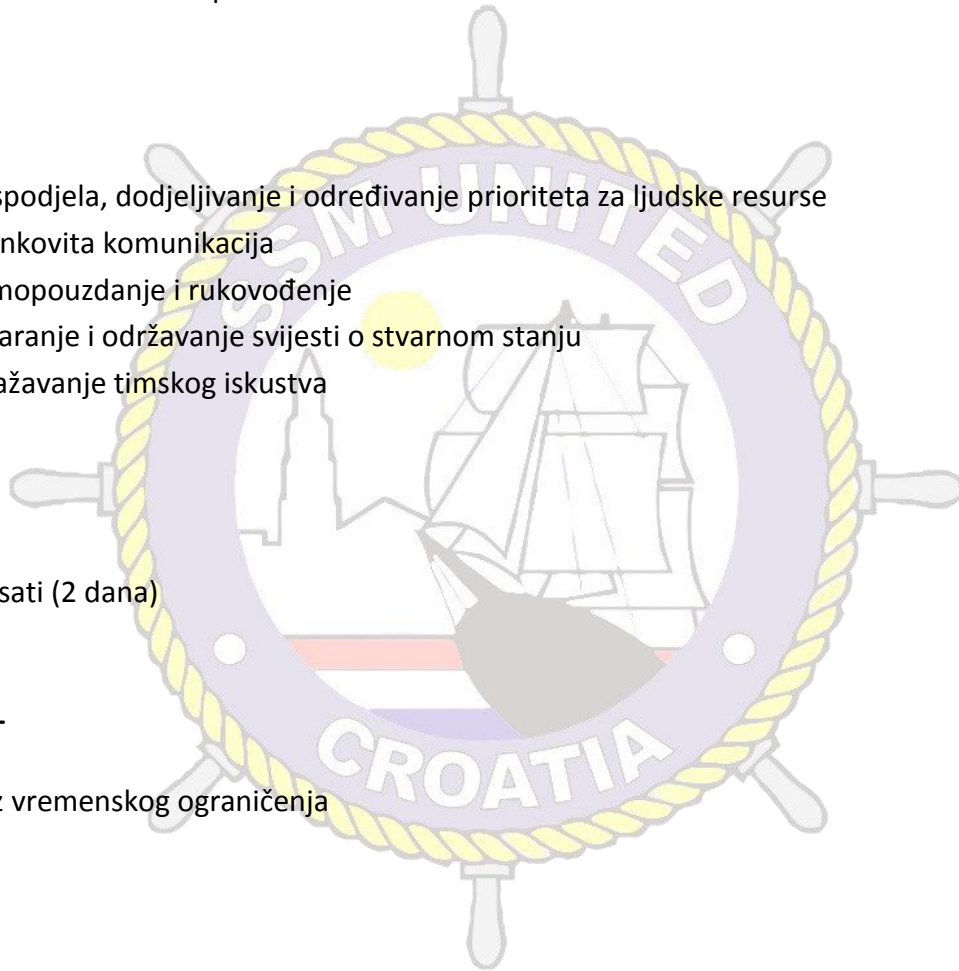 spodjela, dodjeljivanje i određivanje prioriteta za ljudske resurse
nkovita komunikacija
mopouzdanje i rukovođenje
aranje i održavanje svijesti o stvarnom stanju
ažavanje timskog iskustva
sati (2 dana)
z vremenskog ograničenja
SSM UNITED
CROATIA